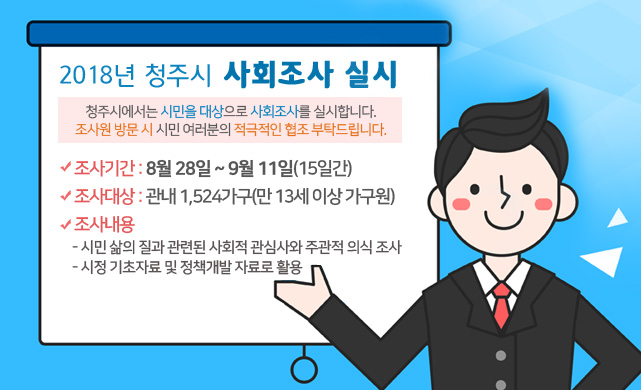 2018년 청주시 사회조사 실시
청주시에서는 시민을 대상으로 사회조사를 실시합니다.
조사원 방문 시 시민 여러분의 적극적인 협조 부탁드립니다.
조사기간 : 8월 28일 ~ 9월 11일(15일간)
조사대상 : 관내 1,524가구(만 13세 이상 가구원)
조사내용
- 시민 삶의 질과 관련된 사회적 관심사와 주관적 의식 조사
- 시정 기초자료 및 정책개발 자료로 활용